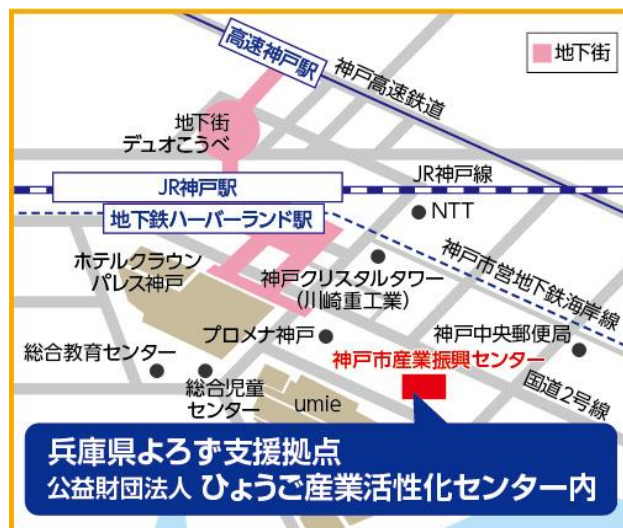 高速神戸駅
神戸高速鉄道
地下街
地下街
デュオこうべ
JR神戸駅
JR神戸線
地下鉄ハーバーランド駅
NTT
ホテルクラウン
パレス神戸
神戸クリスタルタワー
(川崎重工業)
神戸市営地下鉄海岸線
プロメナ神戸
神戸中央郵便局
総合教育センター
神戸市産業振興センター
総合児童
センター
umie
国道2号線
兵庫県よろず支援拠点
公益財団法人 ひょうご産業活性化センター内